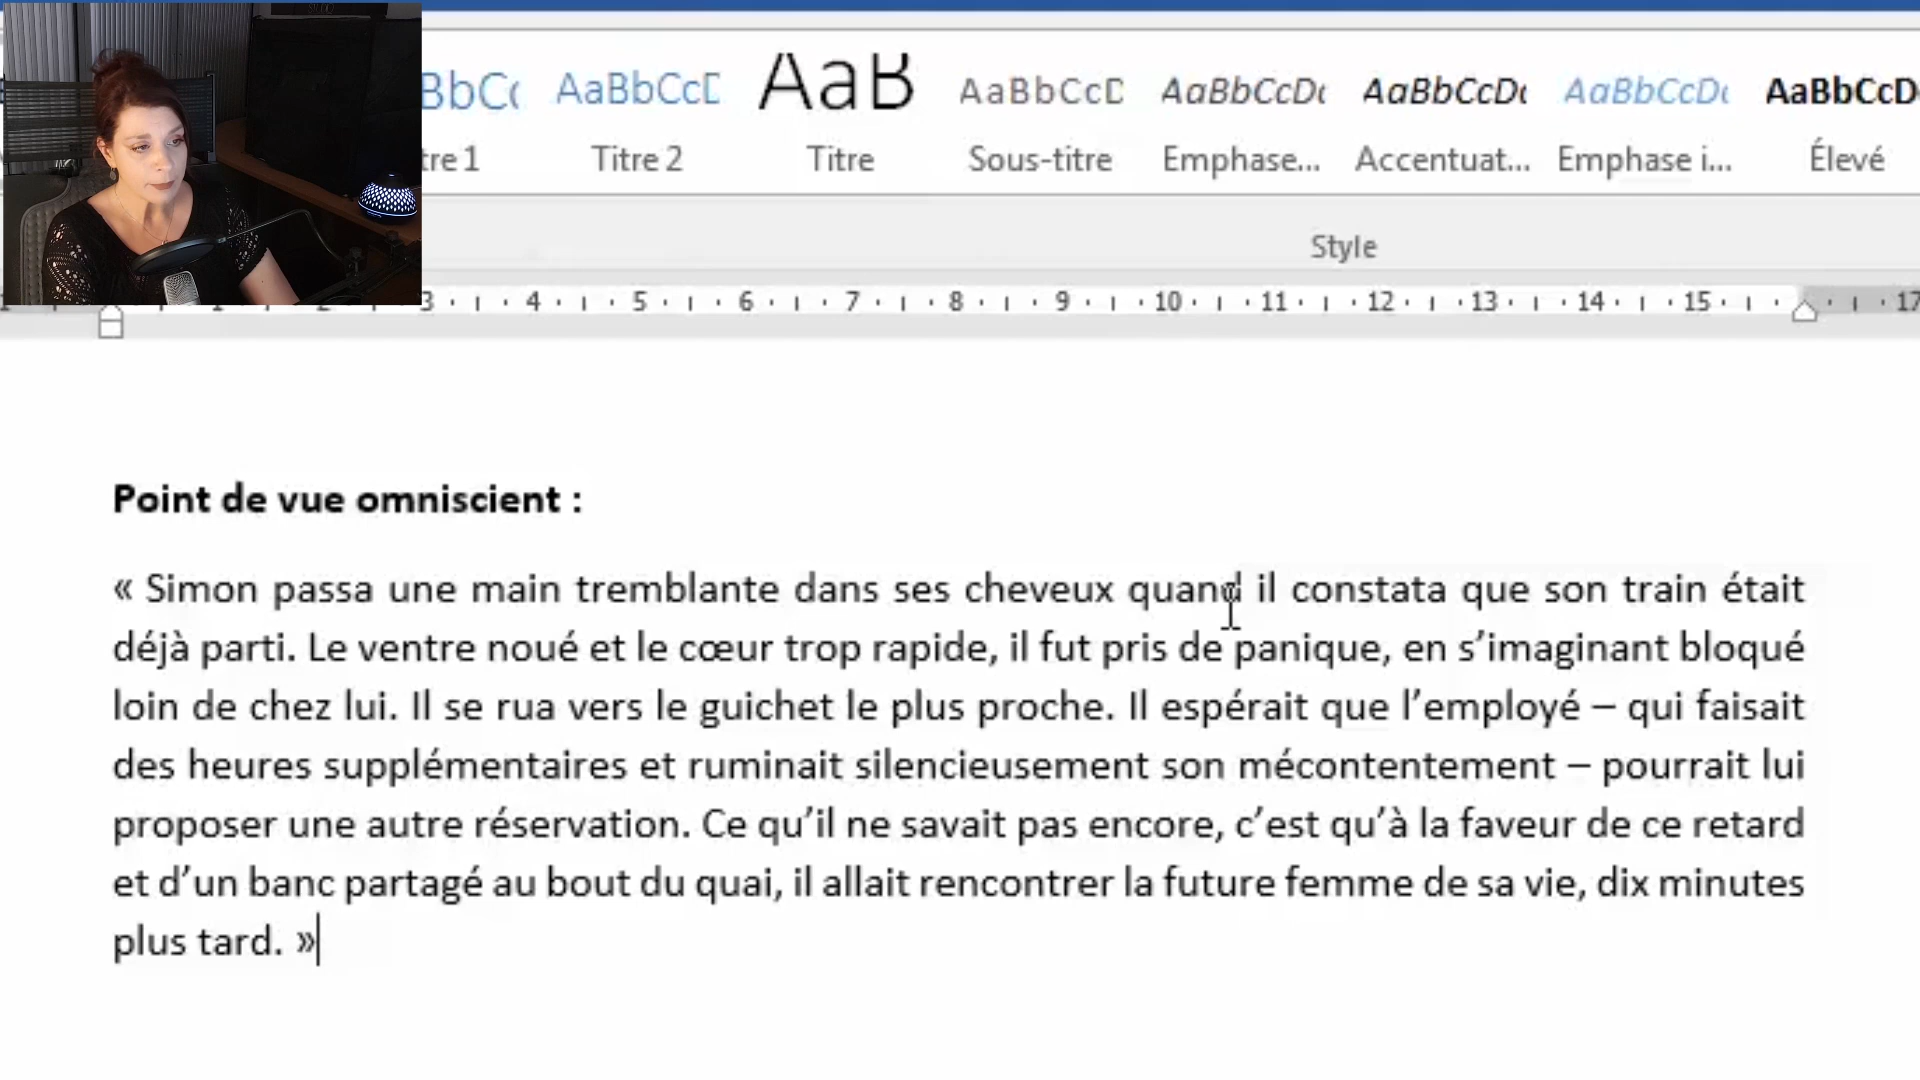 BbCc AaBbCcD AaB AaBbCcD AaBbCcDc AaBbCcDc AaBbCcDc AaBbCcD
tre 1 Titre 2 Titre Sous-titre Emphase... Accentuat... Emphase i... Élevé
Style
3 4 5 6 7 8 9 10 11 12 13 14 15 17
Point de vue omniscient :
« Simon passa une main tremblante dans ses cheveux quand il constata que son train était
déjà parti. Le ventre noué et le cœur trop rapide, il fut pris de panique, en s’imaginant bloqué
loin de chez lui. Il se rua vers le guichet le plus proche. Il espérait que l’employé – qui faisait
des heures supplémentaires et ruminait silencieusement son mécontentement – pourrait lui
proposer une autre réservation. Ce qu’il ne savait pas encore, c’est qu’à la faveur de ce retard
et d’un banc partagé au bout du quai, il allait rencontrer la future femme de sa vie, dix minutes
plus tard. »